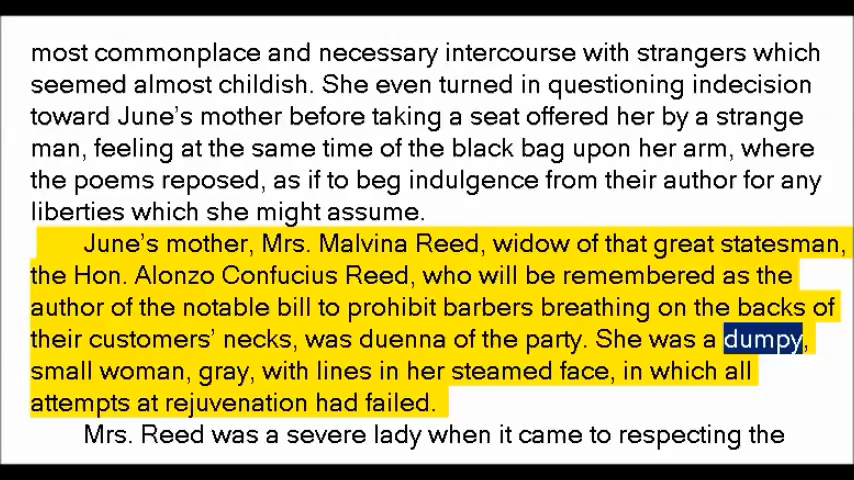 most commonplace and necessary intercourse with strangers which
seemed almost childish. She even turned in questioning indecision
toward June’s mother before taking a seat offered her by a strange
man, feeling at the same time of the black bag upon her arm, where
the poems reposed, as if to beg indulgence from their author for any
liberties which she might assume.
June’s mother, Mrs. Malvina Reed, widow of that great statesman,
the Hon. Alonzo Confucius Reed, who will be remembered as the
author of the notable bill to prohibit barbers breathing on the backs of
their customers’ necks, was duenna of the party. She was a dumpy,
small woman, gray, with lines in her steamed face, in which all
attempts at rejuvenation had failed.
Mrs. Reed was a severe lady when it came to respecting the